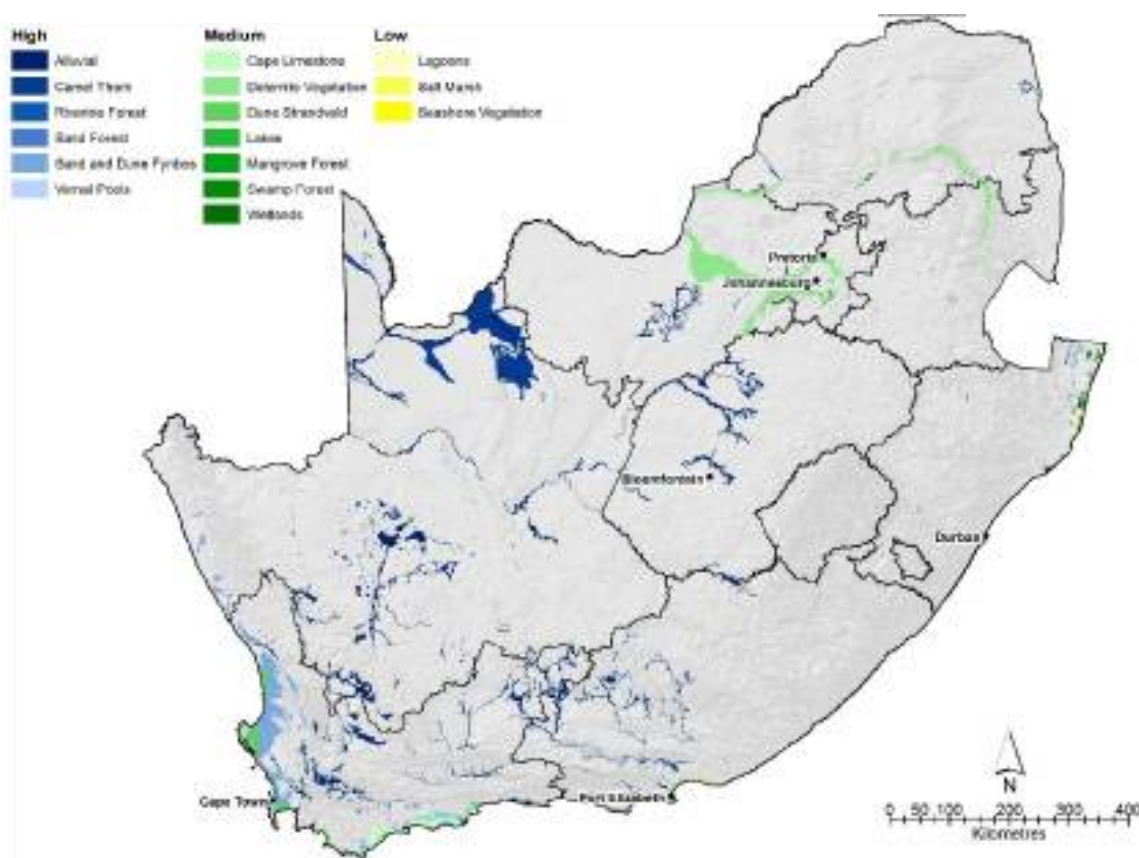 High
Alluvial
Camel Thorn
Riverine Forest
Sand Forest
Sand and Dune Fynbos
Vernal Pools
Medium
Cape Limestone
Dolomite Vegetation
Dune Strandveld
Lakes
Mangrove Forest
Swamp Forest
Wetlands
Low
Lagoons
Salt Marsh
Seashore Vegetation
Pretoria
Johannesburg
Bloemfontein
Durban
Cape Town
Port Elizabeth
N
0 50 100 200 300 400
Kilometres